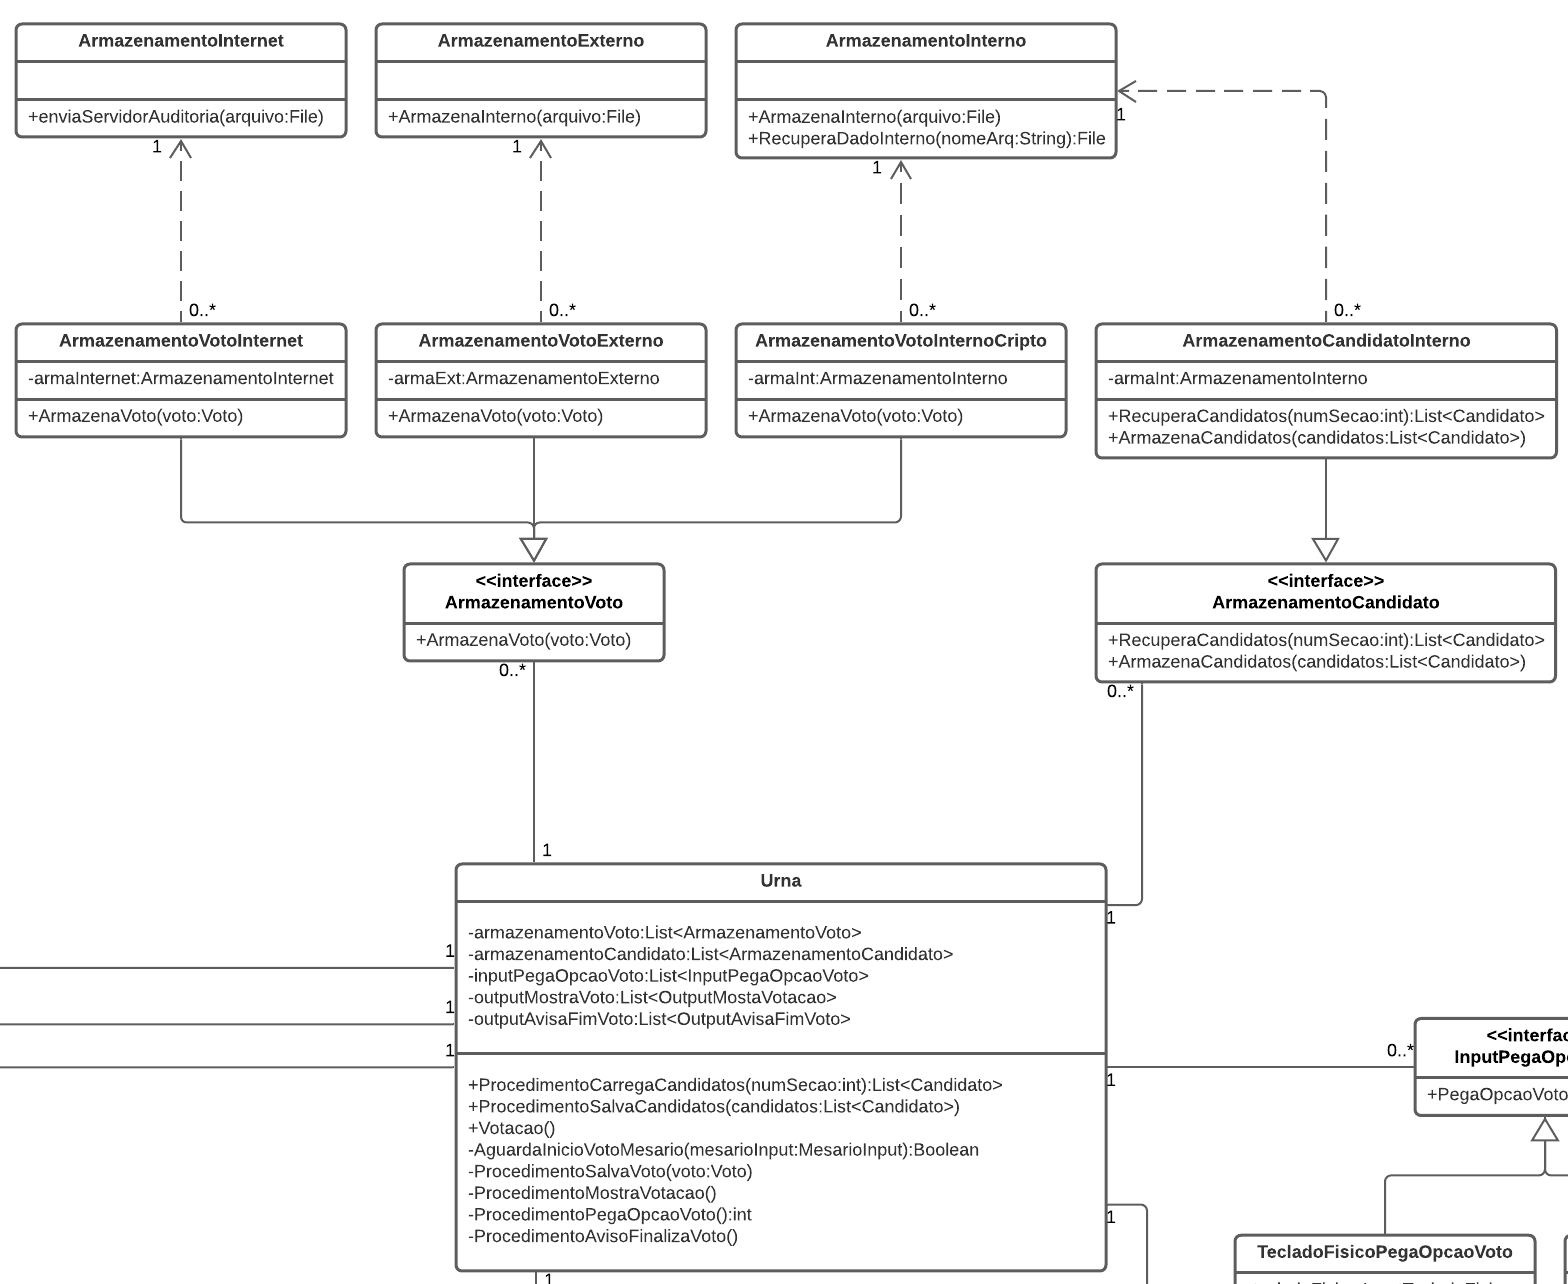 ArmazenamentoInternet
+enviaServidorAuditoria(arquivo:File)
ArmazenamentoExterno
+ArmazenaInterno(arquivo:File)
ArmazenamentoInterno
+ArmazenaInterno(arquivo:File)
+RecuperaDadoInterno(nomeArq:String):File
1
1
1
1
0..*
0..*
0..*
0..*
ArmazenamentoVotoInternet
-armaInternet:ArmazenamentoInternet
+ArmazenaVoto(voto:Voto)
ArmazenamentoVotoExterno
-armaExt:ArmazenamentoExterno
+ArmazenaVoto(voto:Voto)
ArmazenamentoVotoInternoCripto
-armaInt:ArmazenamentoInterno
+ArmazenaVoto(voto:Voto)
ArmazenamentoCandidatoInterno
-armaInt:ArmazenamentoInterno
+RecuperaCandidatos(numSecao:int):List<Candidato>
+ArmazenaCandidatos(candidatos:List<Candidato>)
<<interface>>
ArmazenamentoVoto
+ArmazenaVoto(voto:Voto)
0..*
<<interface>>
ArmazenamentoCandidato
+RecuperaCandidatos(numSecao:int):List<Candidato>
+ArmazenaCandidatos(candidatos:List<Candidato>)
0..*
1
Urna
-armazenamentoVoto:List<ArmazenamentoVoto>
-armazenamentoCandidato:List<ArmazenamentoCandidato>
-inputPegaOpcaoVoto:List<InputPegaOpcaoVoto>
-outputMostraVoto:List<OutputMostaVotacao>
-outputAvisaFimVoto:List<OutputAvisaFimVoto>
+ProcedimentoCarregaCandidatos(numSecao:int):List<Candidato>
+ProcedimentoSalvaCandidatos(candidatos:List<Candidato>)
+Votacao()
-AguardaInicioVotoMesario(mesarioInput:MesarioInput):Boolean
-ProcedimentoSalvaVoto(voto:Voto)
-ProcedimentoMostraVotacao()
-ProcedimentoPegaOpcaoVoto():int
-ProcedimentoAvisoFinalizaVoto()
1
1
1
1
1
1
1
0..*
<<interfac
InputPegaOp
+PegaOpcaoVoto
TecladoFisicoPegaOpcaoVoto